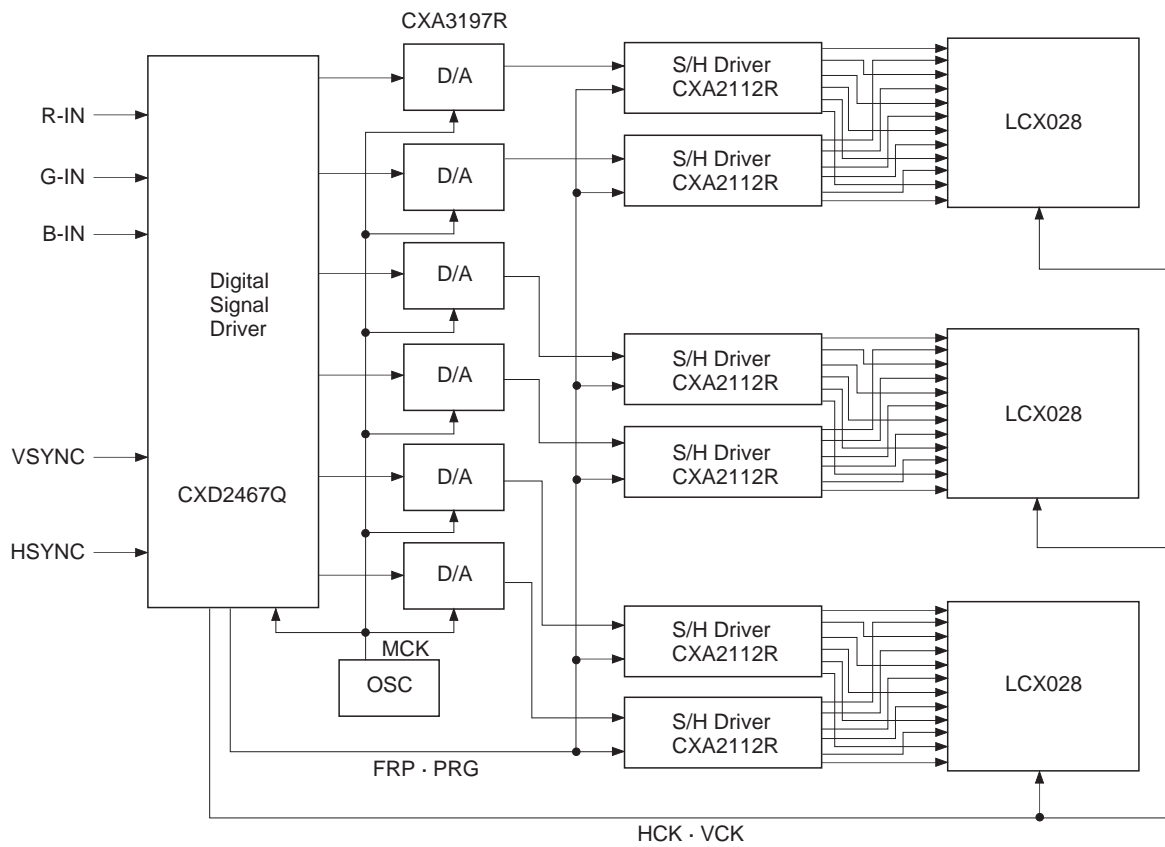 CXA3197R
D/A
S/H Driver
CXA2112R
LCX028
R-IN
G-IN
B-IN
D/A
S/H Driver
CXA2112R
Digital
Signal
Driver
D/A
D/A
S/H Driver
CXA2112R
LCX028
S/H Driver
CXA2112R
VSYNC
CXD2467Q
HSYNC
D/A
D/A
MCK
OSC
S/H Driver
CXA2112R
LCX028
S/H Driver
CXA2112R
FRP · PRG
HCK · VCK